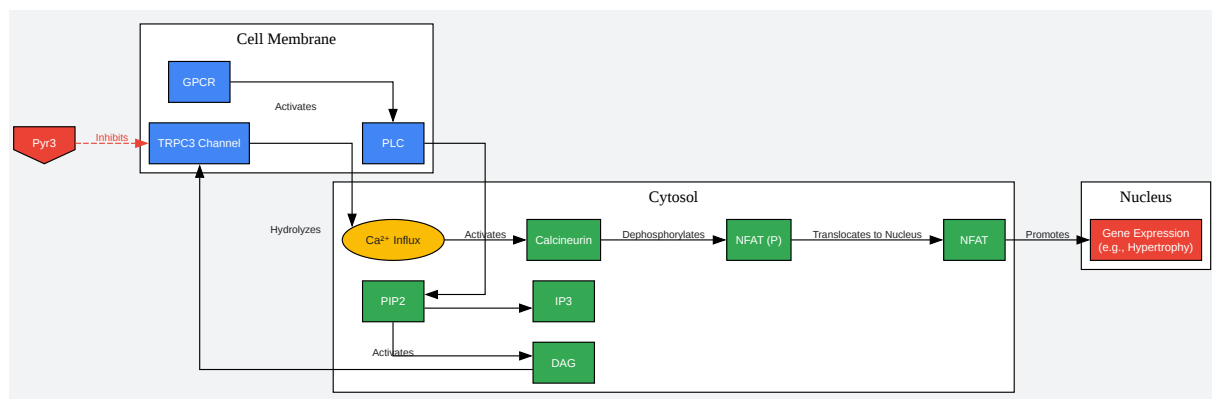 Cell Membrane
GPCR
Activates
Pyr3
Inhibits
TRPC3 Channel
PLC
Cytosol
Nucleus
Hydrolyzes
Ca²⁺ Influx
Activates
Calcineurin
Dephosphorylates
NFAT (P)
Translocates to Nucleus
NFAT
Promotes
Gene Expression
(e.g., Hypertrophy)
PIP2
IP3
Activates
DAG